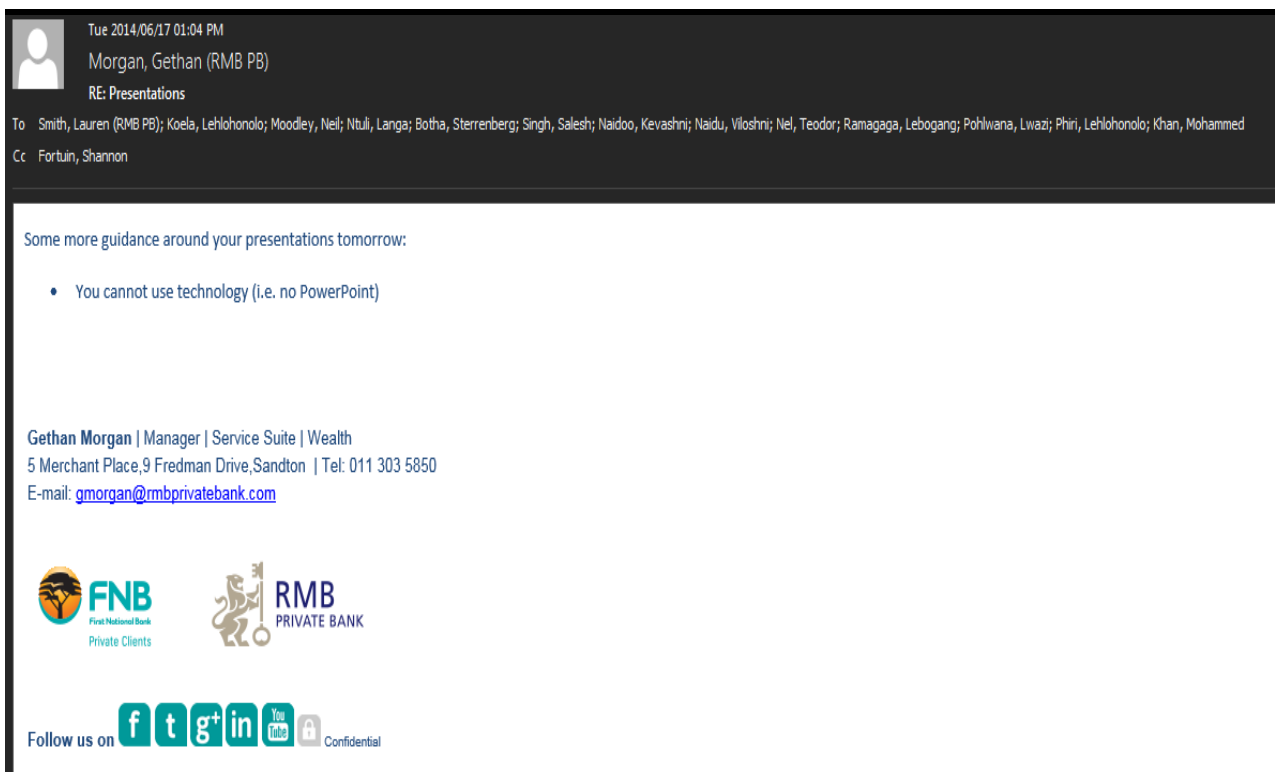 Tue 2014/06/17 01:04 PM
Morgan, Gethan (RMB PB)
RE: Presentations
To Smith, Lauren (RMB PB); Koela, Lehlohonolo; Moodley, Neil; Ntuli, Langa; Botha, Sterrenberg; Singh, Salesh; Naidoo, Kevashni; Naidu, Viloshni; Nel, Teodor; Ramagaga, Lebogang; Pohlwana, Lwazi; Phiri, Lehlohonolo; Khan, Mohammed
Cc Fortuin, Shannon
Some more guidance around your presentations tomorrow:
• You cannot use technology (i.e. no PowerPoint)
Gethan Morgan | Manager | Service Suite | Wealth
5 Merchant Place,9 Fredman Drive,Sandton | Tel: 011 303 5850
E-mail: gmorgan@rmbprivatebank.com
FNB
First National Bank
Private Clients
RMB
PRIVATE BANK
Follow us on f t g+ in You Tube Confidential